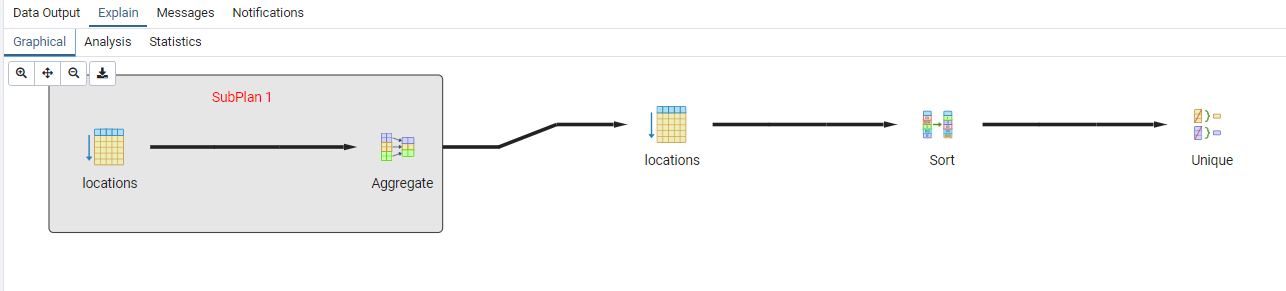 Data Output Explain Messages Notifications
Graphical Analysis Statistics
SubPlan 1
locations
Aggregate
locations
Sort
Unique